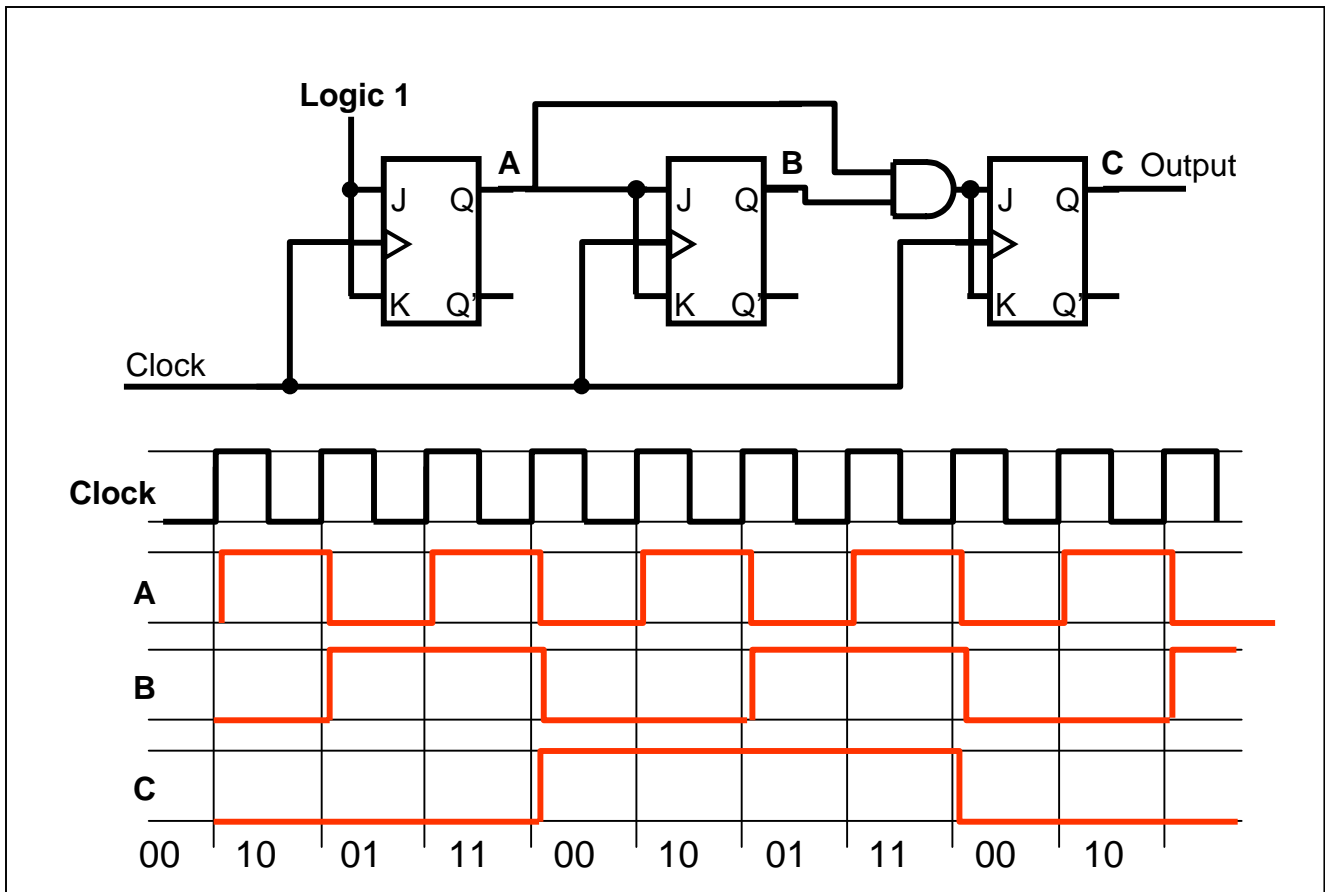 Logic 1
A B C Output
J Q J Q J Q
K Q' K Q' K Q'
Clock
Clock
A
B
C
00 10 01 11 00 10 01 11 00 10